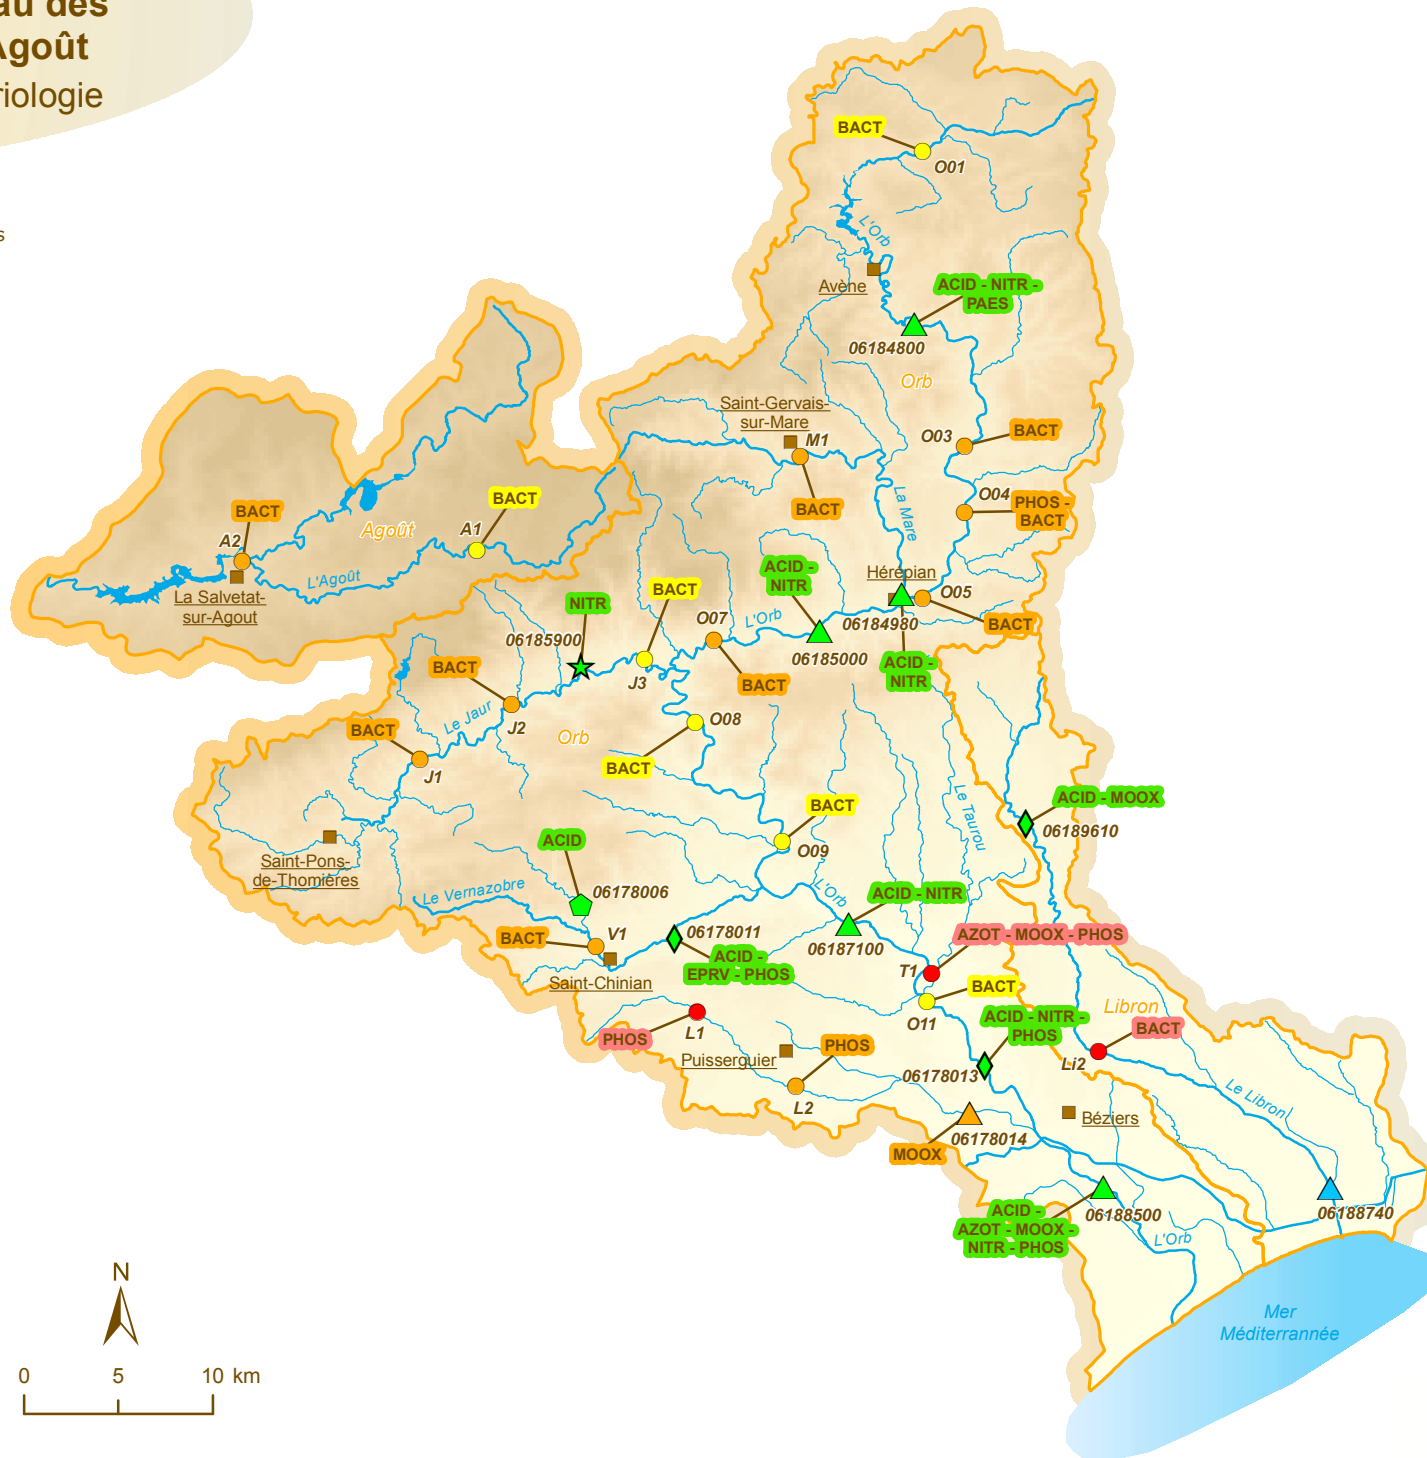 au des
Agoût
riologie
s
BACT
O01
L'Orb
Avène
ACID - NITR -
PAES
06184800
Orb
Saint-Gervais-
sur-Mare
M1
O03
BACT
BACT
O04
PHOS -
BACT
La Mare
BACT
A1
BACT
A2
Agoût
L'Agoût
La Salvetat-
sur-Agout
ACID -
NITR
Hérépian
O05
BACT
NITR
BACT
O07
L'Orb
06184980
06185900
06185000
ACID -
NITR
BACT
J3
BACT
Le Jaur
J2
O08
BACT
Orb
J1
BACT
BACT
O09
Le Taurou
ACID - MOOX
06189610
ACID
Saint-Pons-
de-Thomières
Le Vernazobre
06178006
L'Orb
ACID - NITR
06187100
BACT
V1
06178011
ACID -
EPRV - PHOS
Saint-Chinian
AZOT - MOOX - PHOS
T1
BACT
O11
Libron
ACID - NITR -
PHOS
BACT
Li2
PHOS
L1
Puisserguier
PHOS
L2
06178013
Le Libron
Béziers
06178014
MOOX
ACID -
AZOT - MOOX -
NITR - PHOS
06188500
06188740
L'Orb
N
Mer
Méditerrannée
0 5 10 km